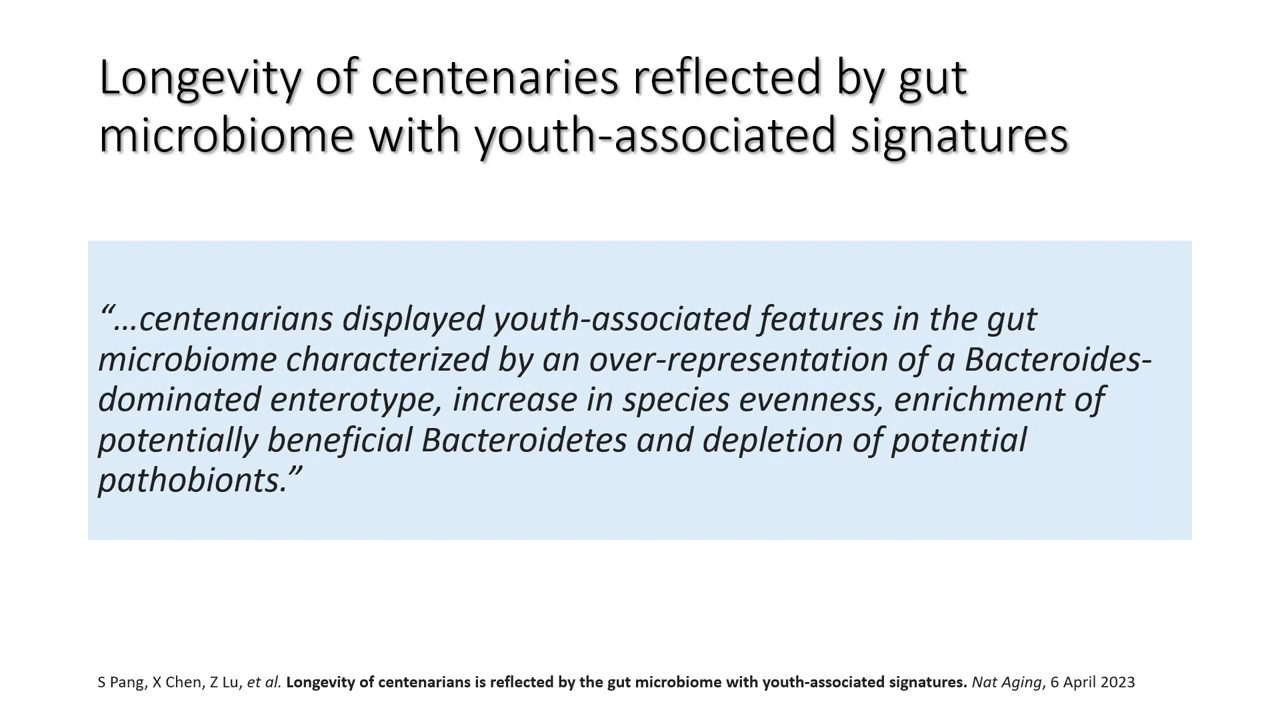 Longevity of centenaries reflected by gut
microbiome with youth-associated signatures
“…centenarians displayed youth-associated features in the gut
microbiome characterized by an over-representation of a Bacteroides-
dominated enterotype, increase in species evenness, enrichment of
potentially beneficial Bacteroidetes and depletion of potential
pathobionts.”
S Pang, X Chen, Z Lu, et al. Longevity of centenarians is reflected by the gut microbiome with youth-associated signatures. Nat Aging, 6 April 2023